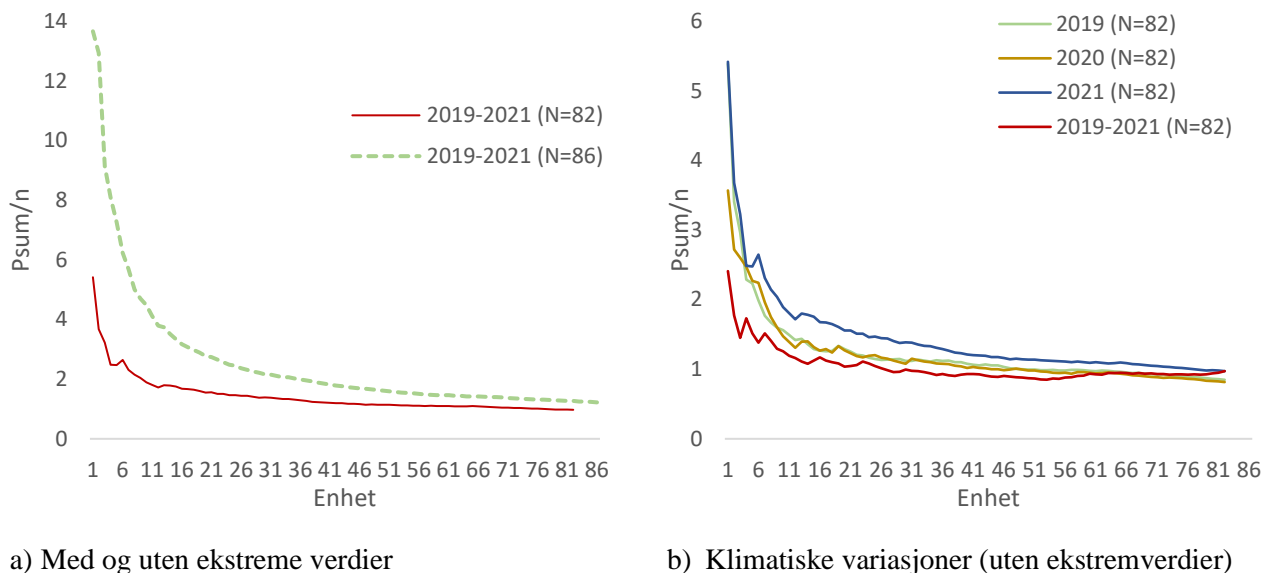 14
12
10
8
6
4
2
0
Psum/n
2019-2021 (N=82)
2019-2021 (N=86)
1 6 11 16 21 26 31 36 41 46 51 56 61 66 71 76 81 86
Enhet
a) Med og uten ekstreme verdier
6
5
4
3
2
1
0
Psum/n
2019 (N=82)
2020 (N=82)
2021 (N=82)
2019-2021 (N=82)
1 6 11 16 21 26 31 36 41 46 51 56 61 66 71 76 81 86
Enhet
b) Klimatiske variasjoner (uten ekstremverdier)